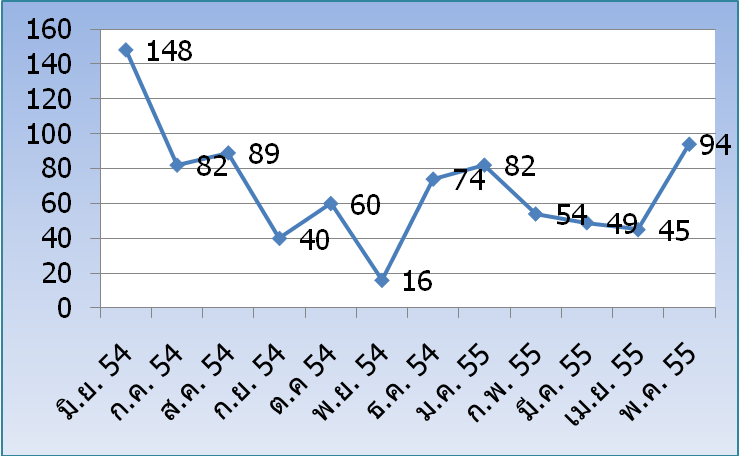 160
140
120
100
80
60
40
20
0
148
82
89
40
60
16
74
82
54
49
45
94
มิ.ย. 54
ก.ค. 54
ส.ค. 54
ก.ย. 54
ต.ค 54
พ.ย. 54
ธ.ค. 54
ม.ค. 55
ก.พ. 55
มี.ค. 55
เม.ย. 55
พ.ค. 55